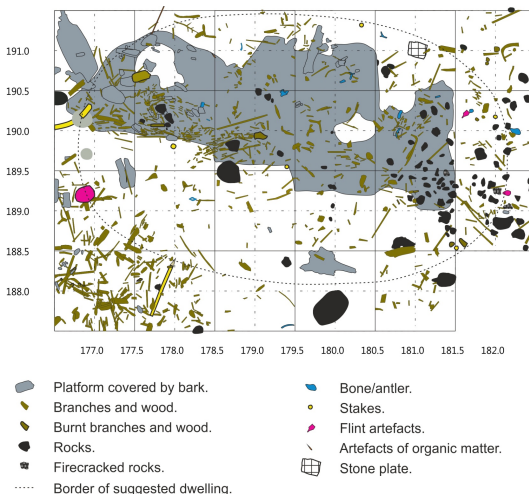 191.0
190.5
190.0
189.5
189.0
188.5
188.0
177.0 177.5 178.0 178.5 179.0 179.5 180.0 180.5 181.0 181.5 182.0
Platform covered by bark.
Branches and wood.
Burnt branches and wood.
Rocks.
Firecracked rocks.
Border of suggested dwelling.
Bone/antler.
Stakes.
Flint artefacts.
Artefacts of organic matter.
Stone plate.